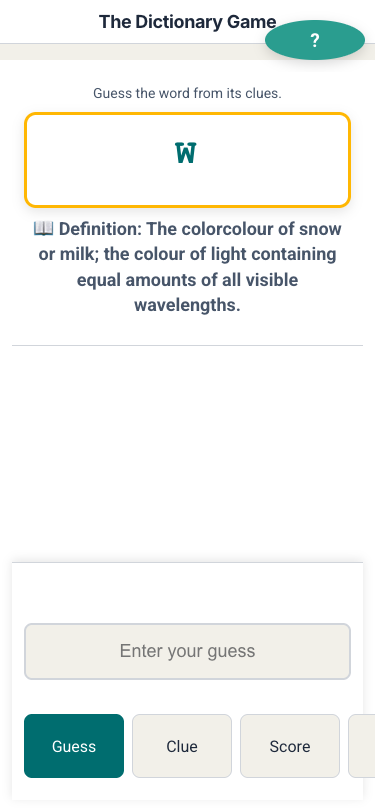 The Dictionary Game
?
Guess the word from its clues.
W
📖 Definition: The colorcolour of snow
or milk; the colour of light containing
equal amounts of all visible
wavelengths.
Enter your guess
Guess
Clue
Score